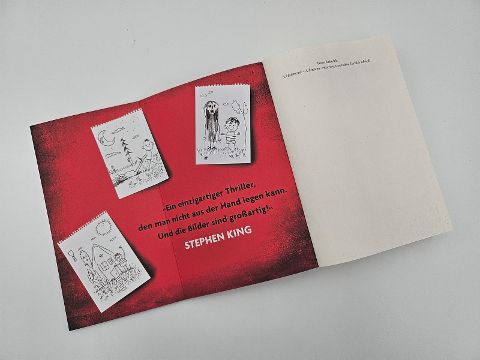 »Ein einzigartiger Thriller,
den man nicht aus der Hand legen kann.
Und die Bilder sind großartig!«
STEPHEN KING